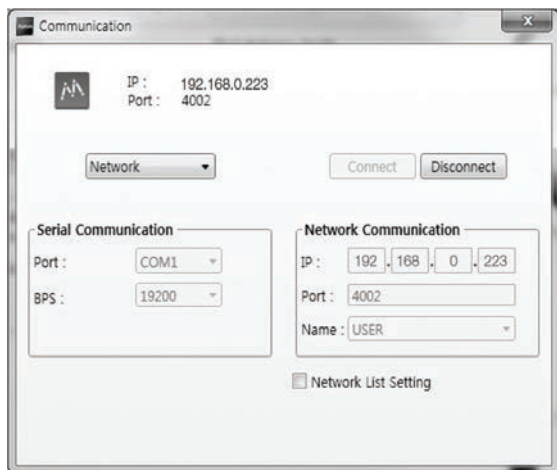 Communication
IP : 192.168.0.223
Port : 4002
Network
Connect
Disconnect
Serial Communication
Port : COM1
BPS : 19200
Network Communication
IP : 192 . 168 . 0 . 223
Port : 4002
Name : USER
Network List Setting